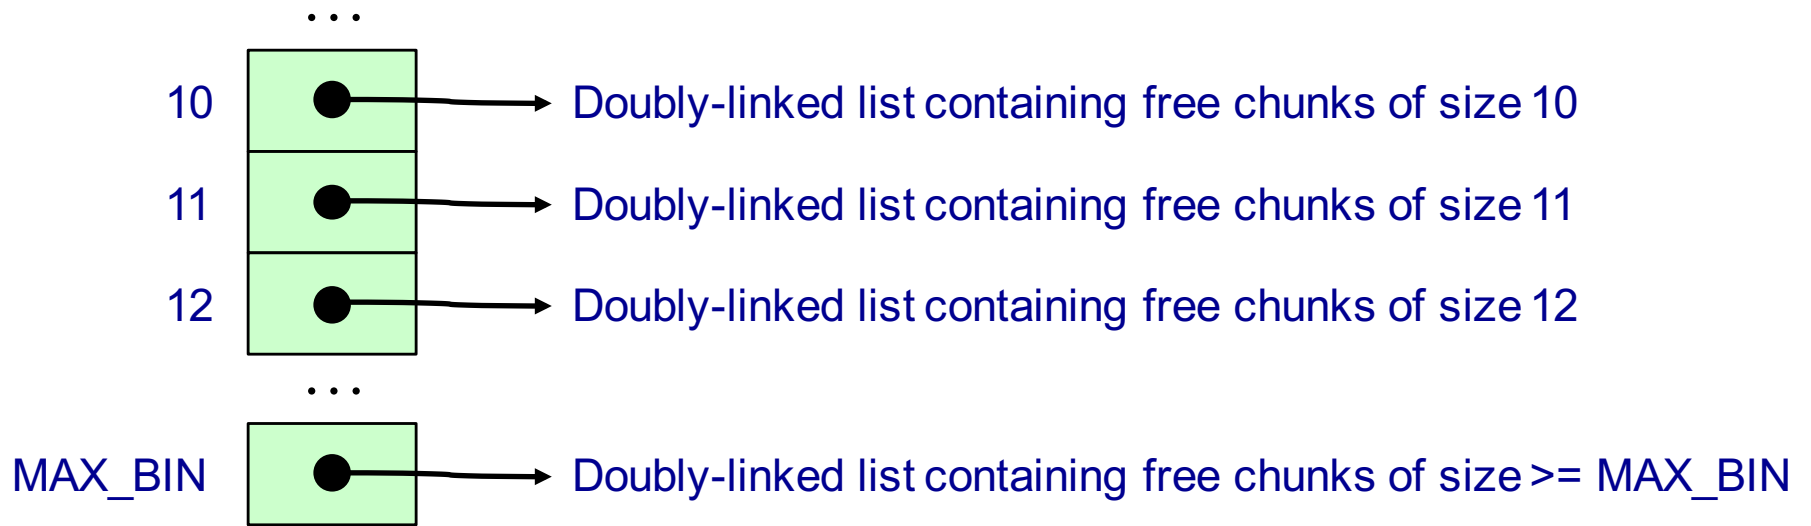 ...
10 Doubly-linked list containing free chunks of size 10
11 Doubly-linked list containing free chunks of size 11
12 Doubly-linked list containing free chunks of size 12
...
MAX_BIN Doubly-linked list containing free chunks of size >= MAX_BIN